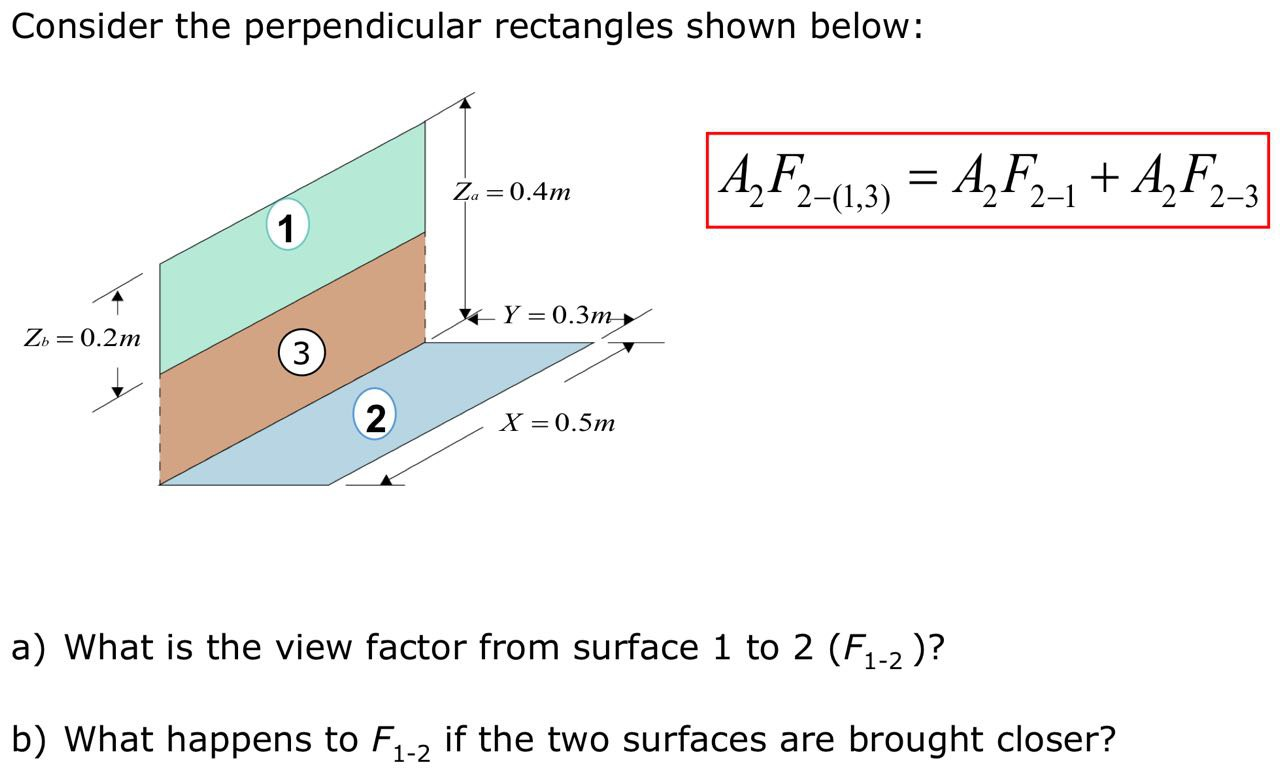 Consider the perpendicular rectangles shown below:
Za = 0.4m
A2F2–(1,3) = A2F2–1 + A2F2–3
1
Y = 0.3m
Zb = 0.2m
3
2
X = 0.5m
a) What is the view factor from surface 1 to 2 (F1-2 )?
b) What happens to F1-2 if the two surfaces are brought closer?